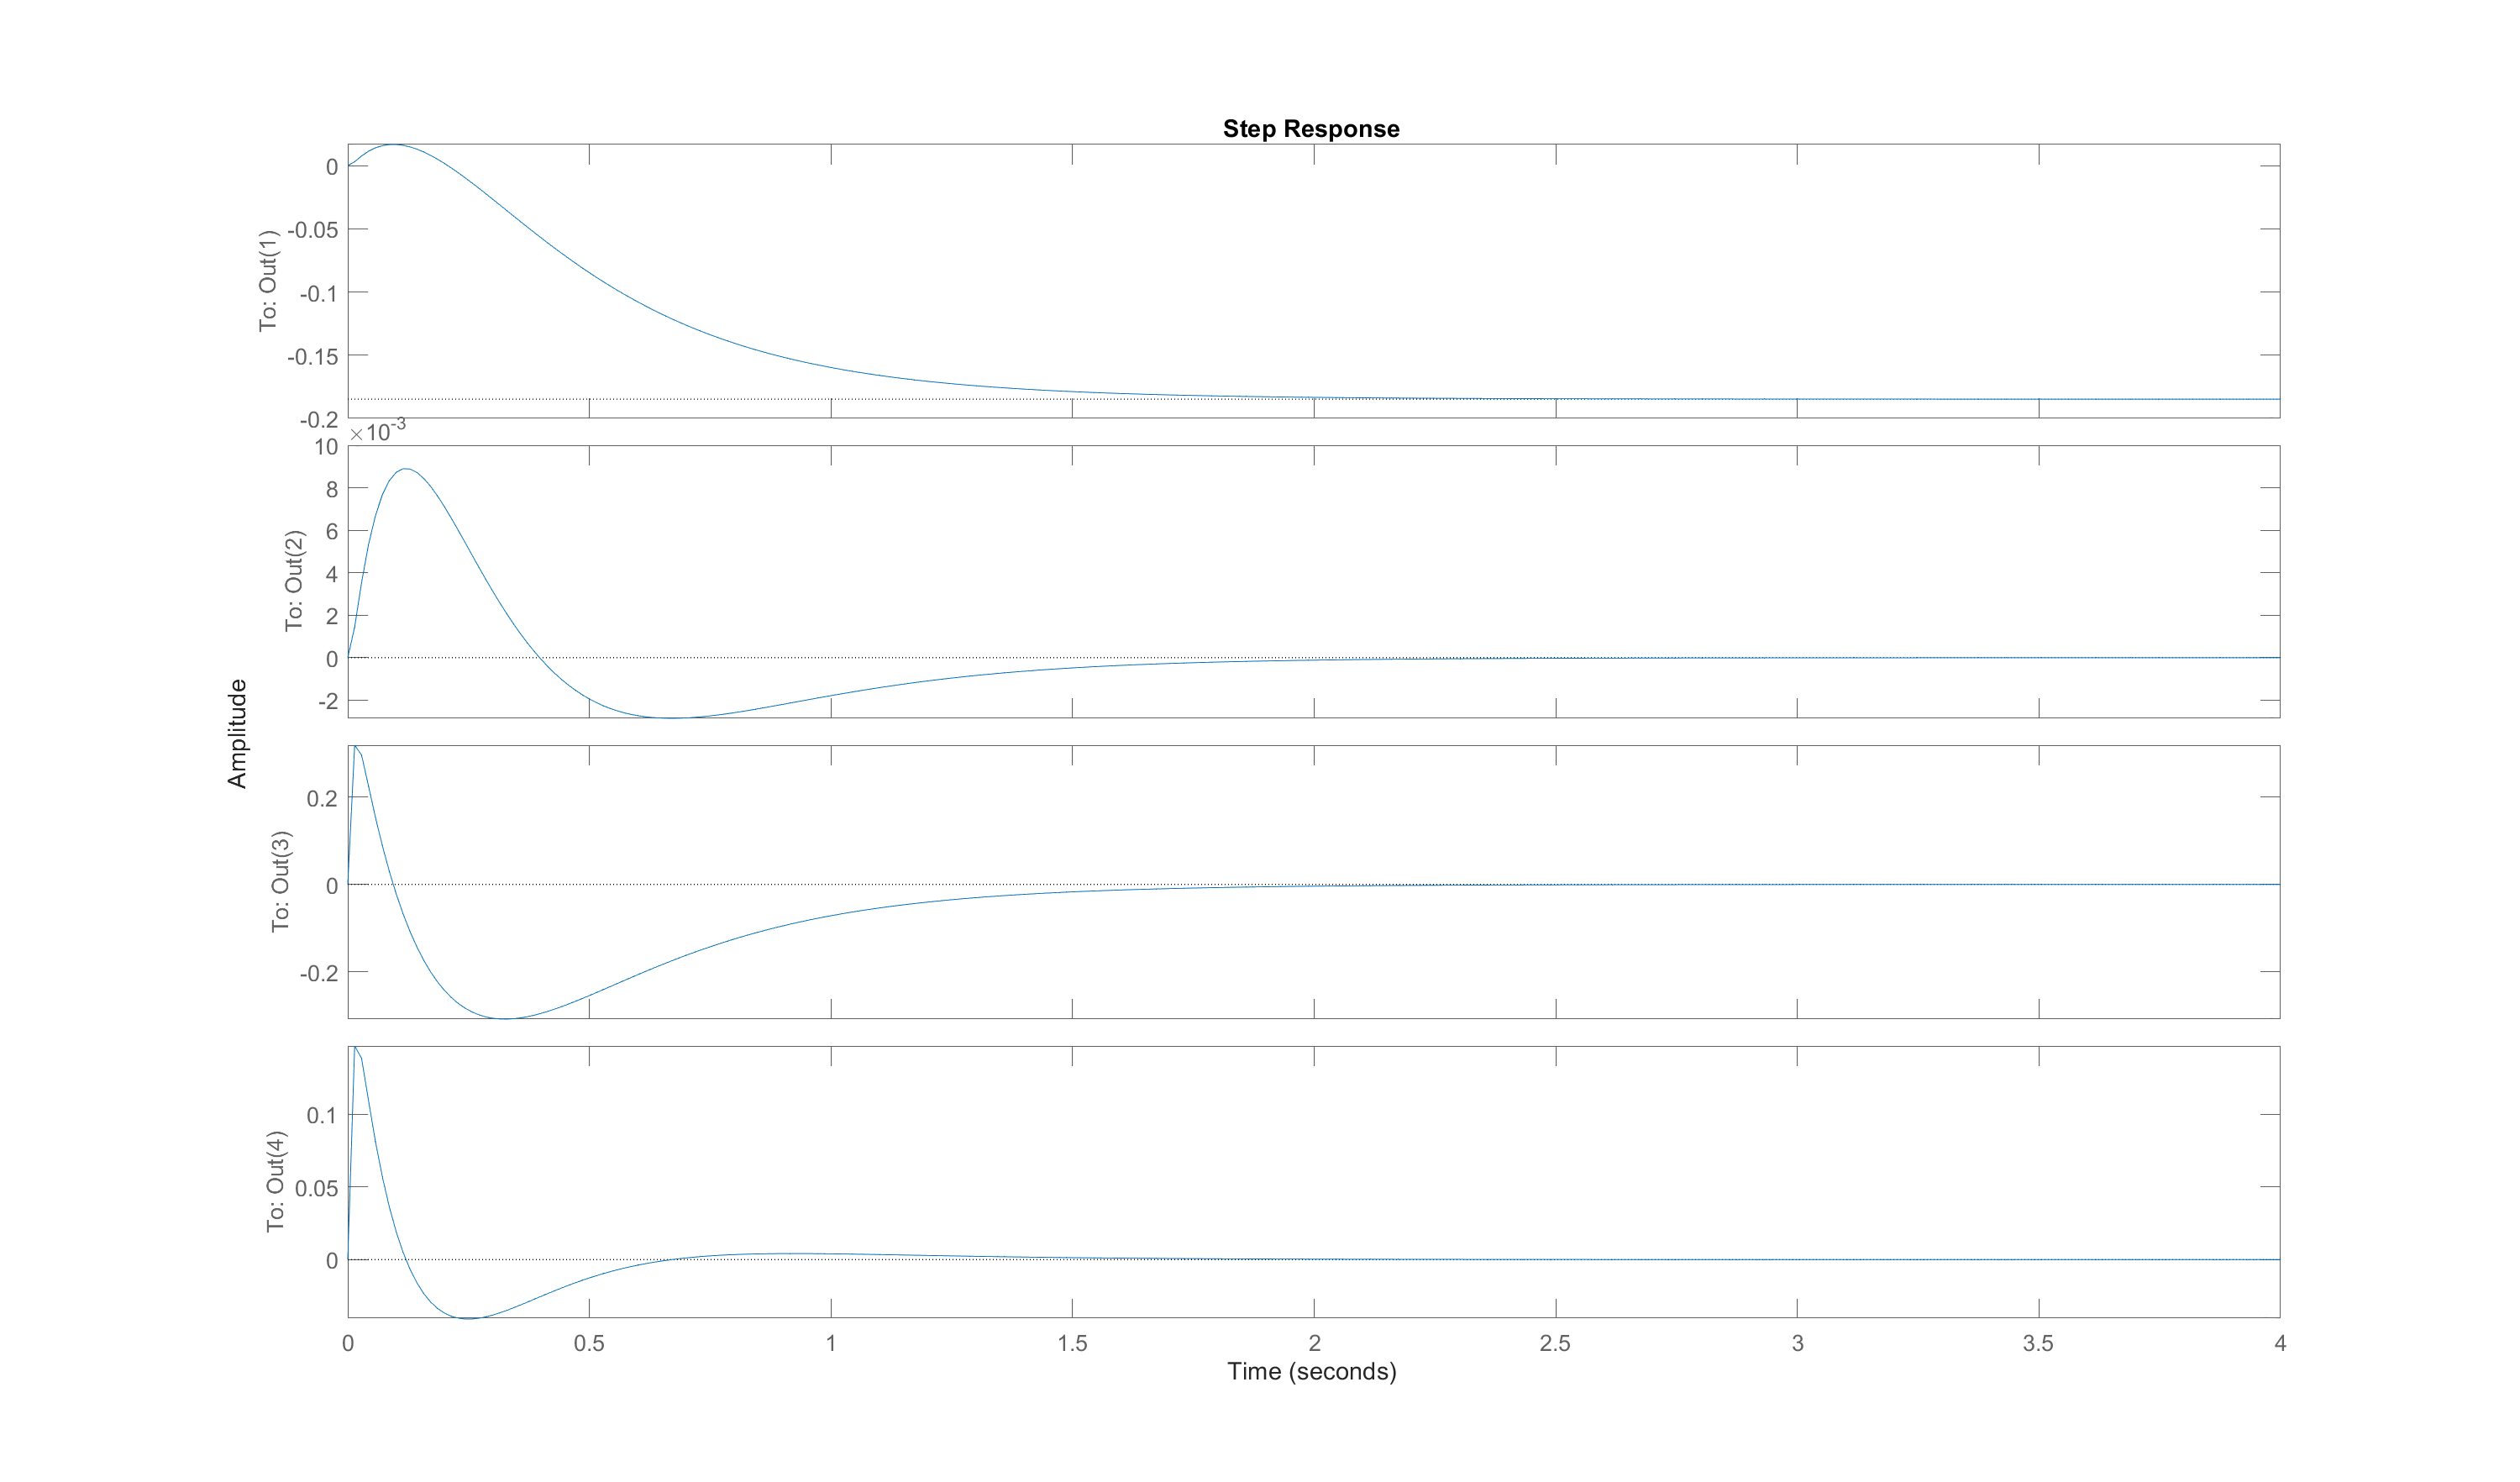 Step Response
To: Out(1)
0
-0.05
-0.1
-0.15
-0.2
×10-3
To: Out(2)
10
8
6
4
2
0
-2
Amplitude
To: Out(3)
0.2
0
-0.2
To: Out(4)
0.1
0.05
0
0 0.5 1 1.5 2 2.5 3 3.5 4
Time (seconds)